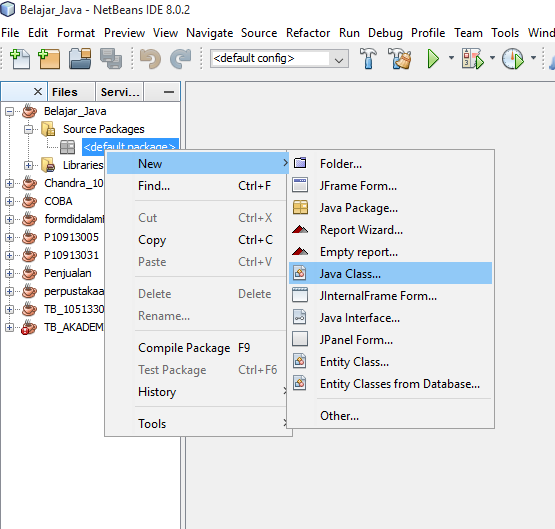 Belajar_Java - NetBeans IDE 8.0.2
File Edit Format Preview View Navigate Source Refactor Run Debug Profile Team Tools Window
<default config>
Files Servi...
Belajar_Java
Source Packages
<default package>
Libraries
Chandra_10
COBA
formdidalamf
P10913005
P10913031
Penjualan
perpustakaa
TB_1051330
TB_AKADEM
New
Find... Ctrl+F
Cut Ctrl+X
Copy Ctrl+C
Paste Ctrl+V
Delete Delete
Rename...
Compile Package F9
Test Package Ctrl+F6
History
Tools
Folder...
JFrame Form...
Java Package...
Report Wizard...
Empty report...
Java Class...
JInternalFrame Form...
Java Interface...
JPanel Form...
Entity Class...
Entity Classes from Database...
Other...